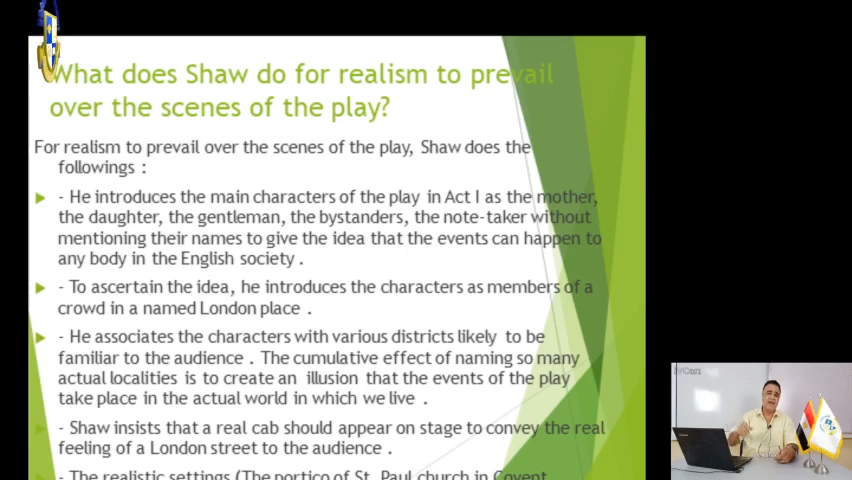 What does Shaw do for realism to prevail
over the scenes of the play?
For realism to prevail over the scenes of the play, Shaw does the
followings :
- He introduces the main characters of the play in Act I as the mother,
the daughter, the gentleman, the bystanders, the note-taker without
mentioning their names to give the idea that the events can happen to
any body in the English society .
- To ascertain the idea, he introduces the characters as members of a
crowd in a named London place .
- He associates the characters with various districts likely to be
familiar to the audience . The cumulative effect of naming so many
actual localities is to create an illusion that the events of the play
take place in the actual world in which we live .
- Shaw insists that a real cab should appear on stage to convey the real
feeling of a London street to the audience .
- The realistic settings (The portico of St. Paul church in Covent